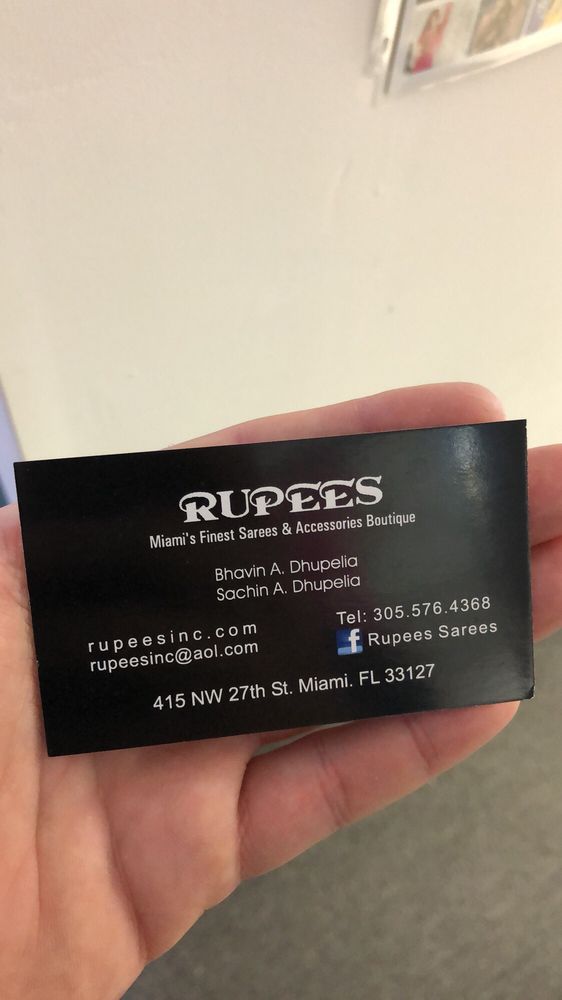 RUPEES
Miami's Finest Sarees & Accessories Boutique
Bhavin A. Dhupelia
Sachin A. Dhupelia
rupeesinc.com
rupeesinc@aol.com
Tel: 305.576.4368
f Rupees Sarees
415 NW 27th St. Miami. FL 33127